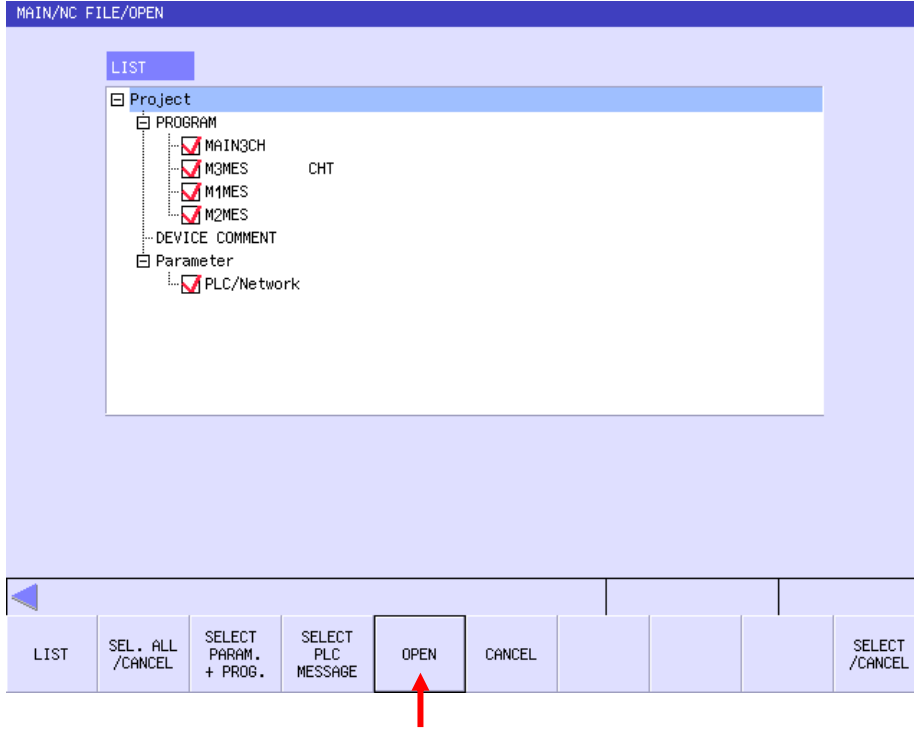 MAIN/NC FILE/OPEN
LIST
Project
PROGRAM
MAIN3CH
M3MES CHT
M1MES
M2MES
DEVICE COMMENT
Parameter
PLC/Network
LIST
SEL. ALL
/CANCEL
SELECT
PARAM.
+ PROG.
SELECT
PLC
MESSAGE
OPEN
CANCEL
SELECT
/CANCEL